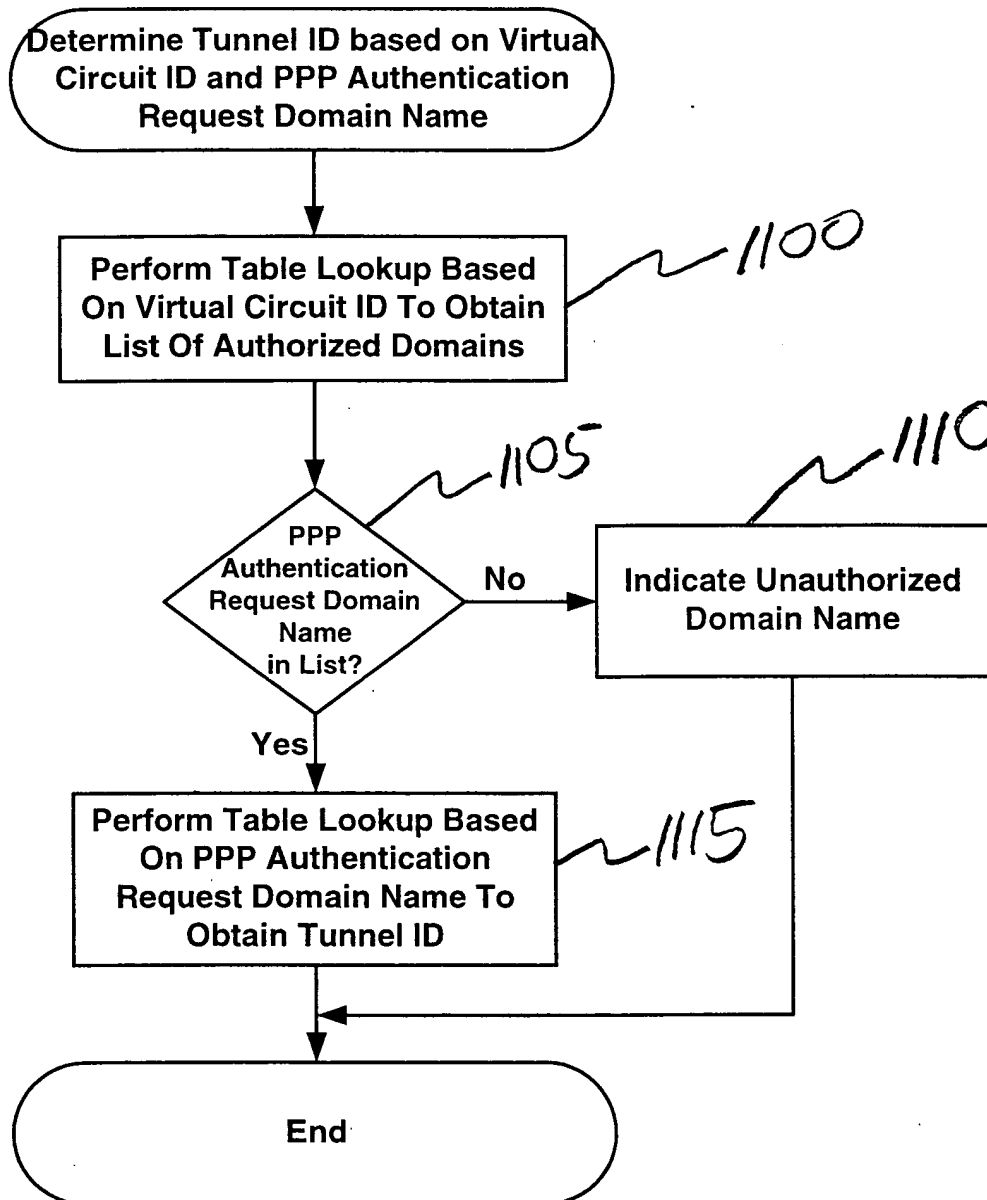 Determine Tunnel ID based on Virtual
Circuit ID and PPP Authentication
Request Domain Name
1100
Perform Table Lookup Based
On Virtual Circuit ID To Obtain
List Of Authorized Domains
1105
1110
PPP
Authentication
Request Domain
Name
in List?
No
Indicate Unauthorized
Domain Name
Yes
1115
Perform Table Lookup Based
On PPP Authentication
Request Domain Name To
Obtain Tunnel ID
End